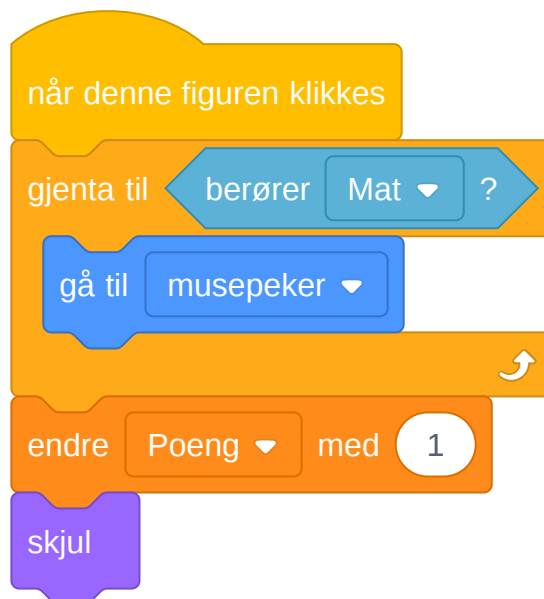 når denne figuren klikkes
gjenta til berører Mat ?
gå til musepeker
endre Poeng med 1
skjul